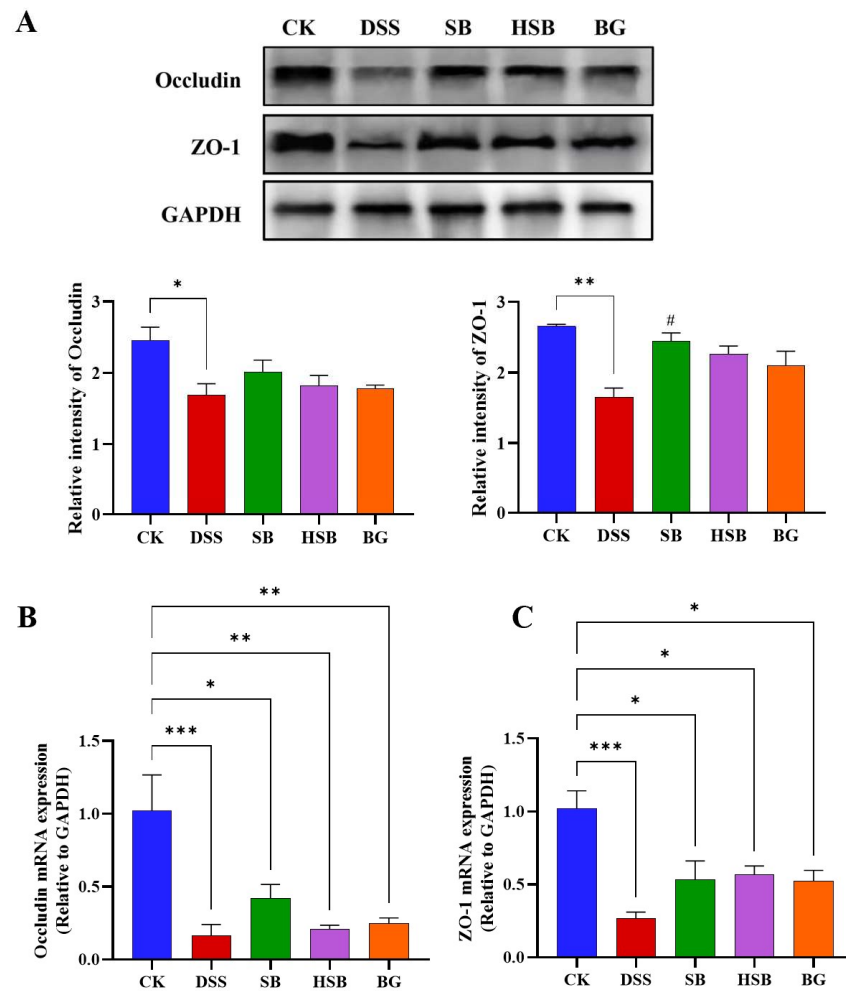 A
CK DSS SB HSB BG
Occludin
ZO-1
GAPDH
Relative intensity of Occludin
3
2
1
0
*
CK DSS SB HSB BG
Relative intensity of ZO-1
3
2
1
0
**
#
CK DSS SB HSB BG
B
Occludin mRNA expression
(Relative to GAPDH)
1.5
1.0
0.5
0.0
**
**
*
***
CK DSS SB HSB BG
C
ZO-1 mRNA expression
(Relative to GAPDH)
1.5
1.0
0.5
0.0
*
*
*
***
CK DSS SB HSB BG